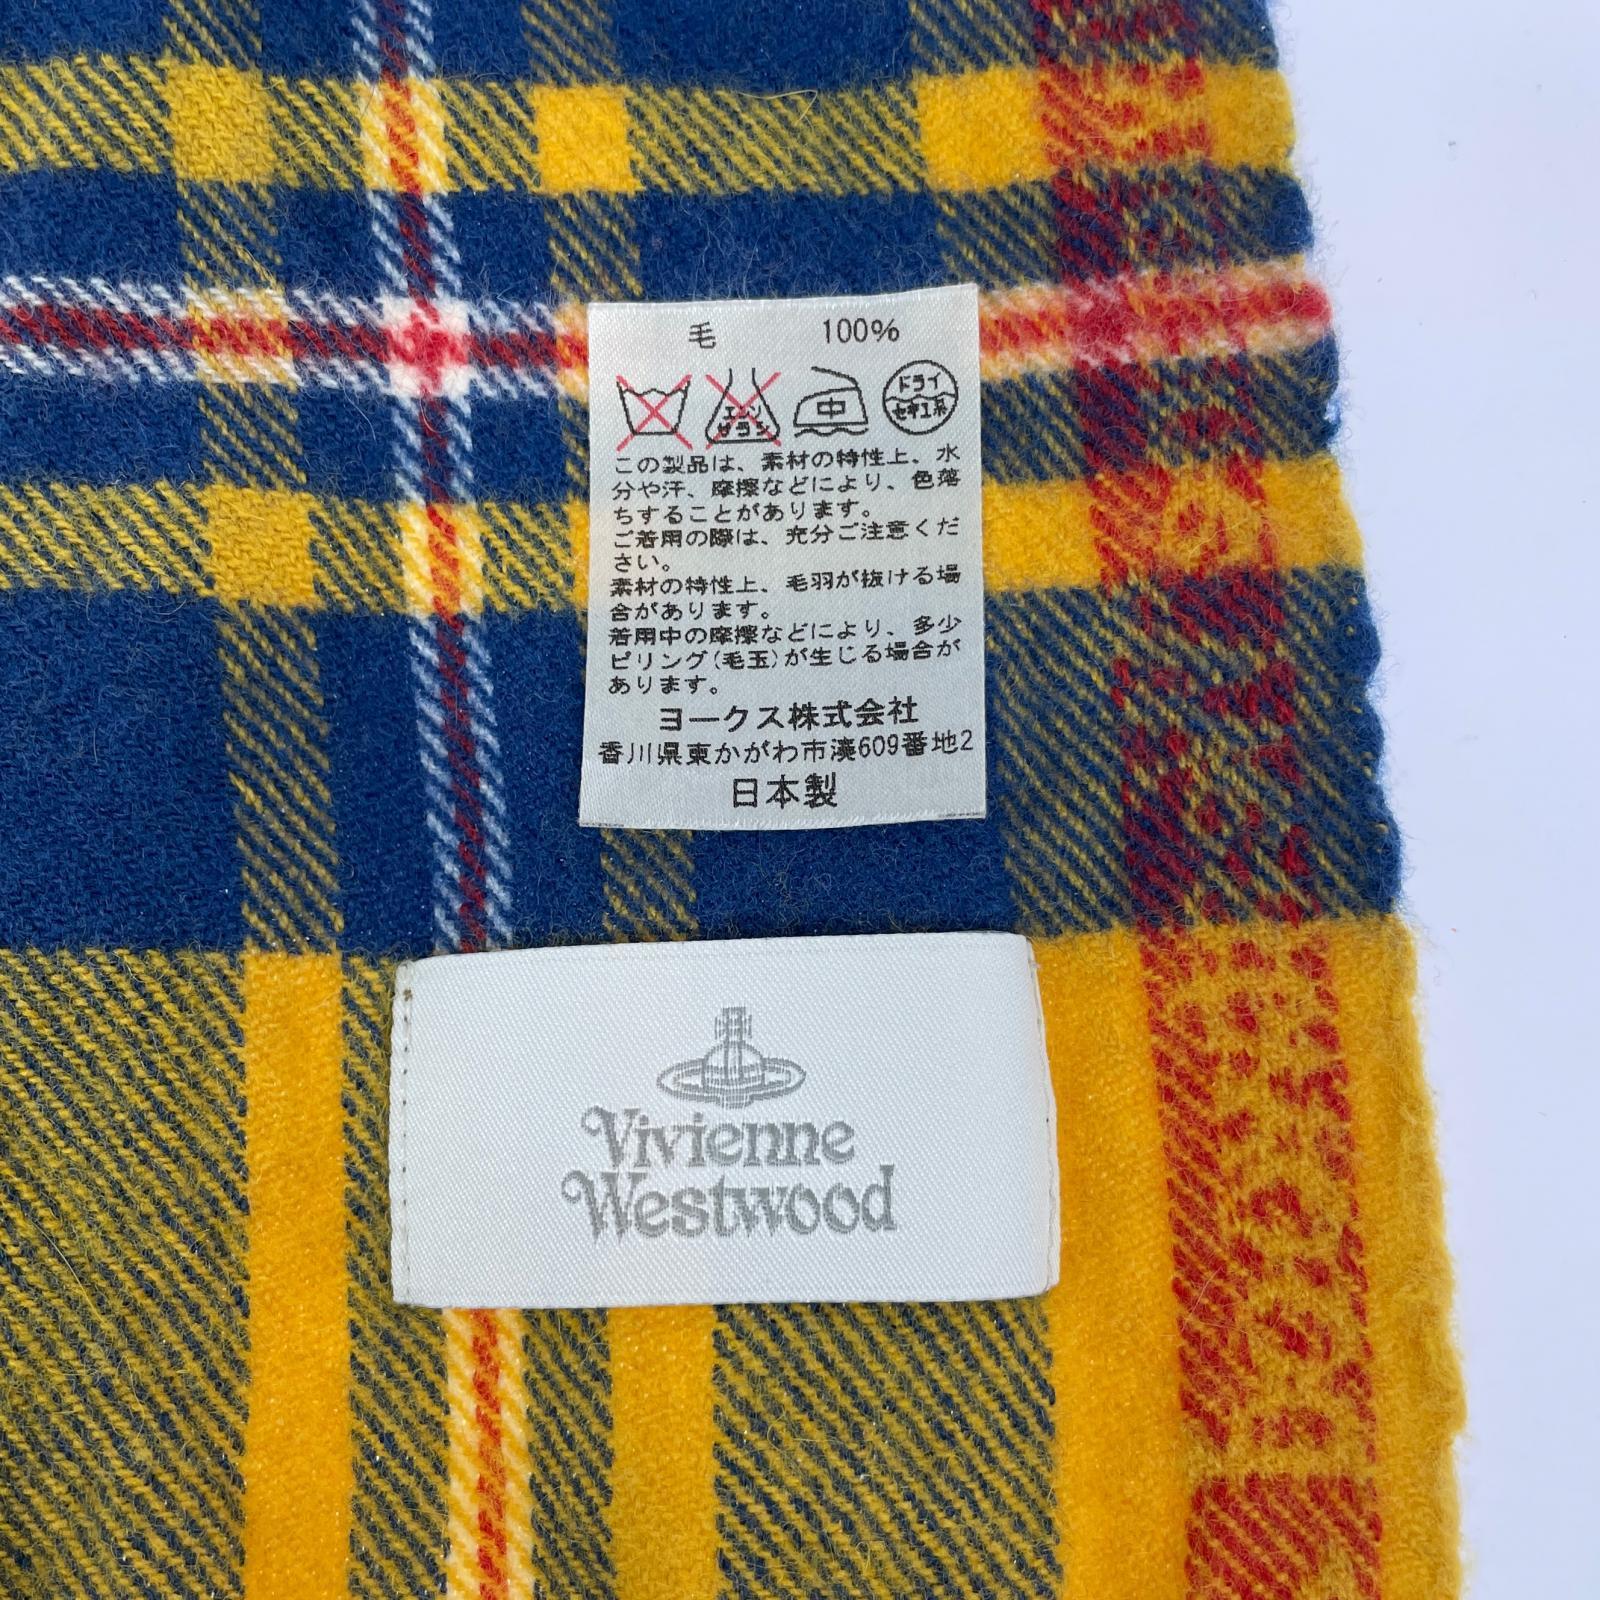 毛 100%
エンソ
サラシ
中
ドライ
セキユ系
この製品は、素材の特性上、水
分や汗、摩擦などにより、色落
ちすることがあります。
ご着用の際は、充分ご注意くだ
さい。
素材の特性上、毛羽が抜ける場
合があります。
着用中の摩擦などにより、多少
ピリング(毛玉)が生じる場合が
あります。
ヨークス株式会社
香川県東かがわ市湊609番地2
日本製
Vivienne
Westwood